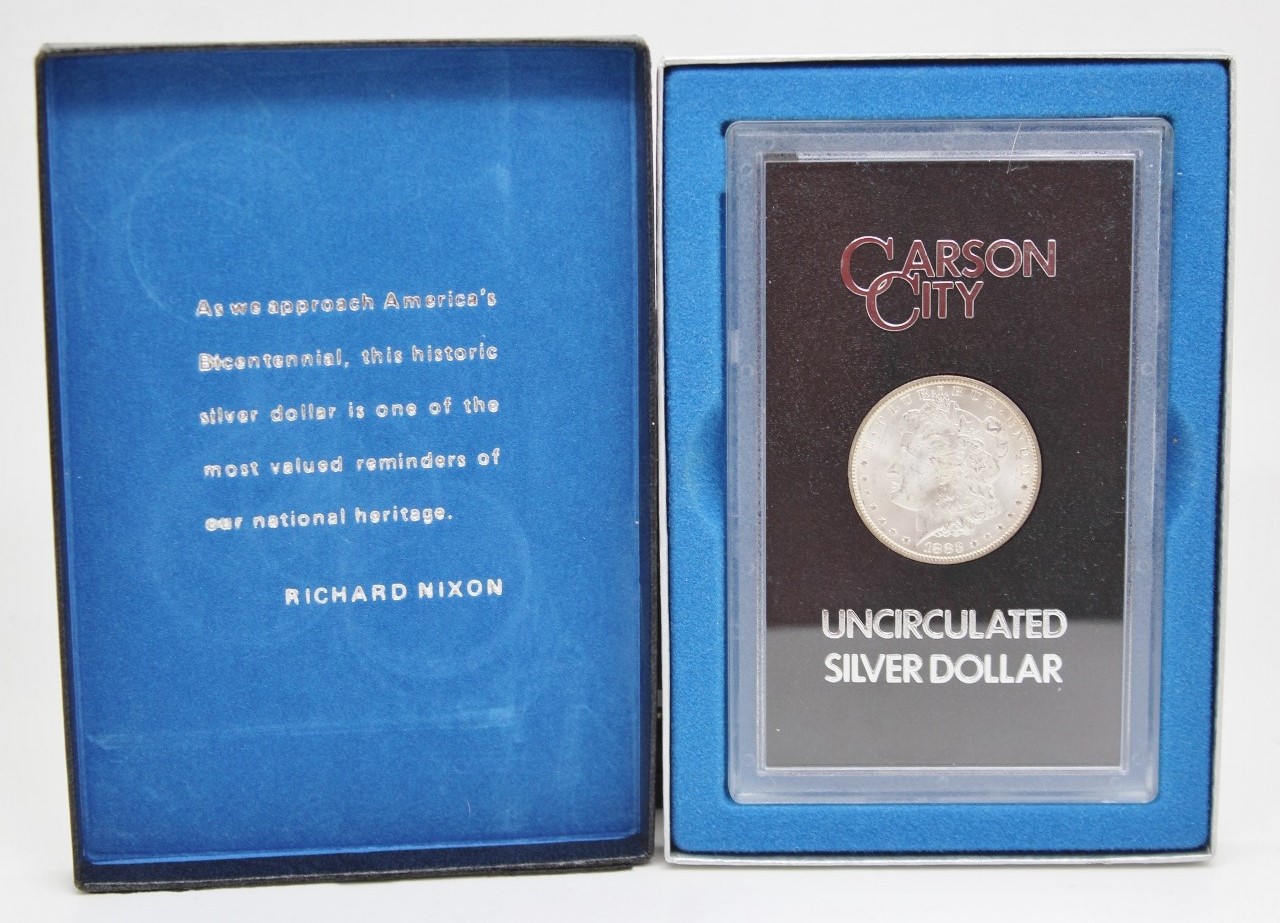 As we approach America's
Bicentennial, this historic
silver dollar is one of the
most valued reminders of
our national heritage.
RICHARD NIXON
CARSON
CITY
UNCIRCULATED
SILVER DOLLAR